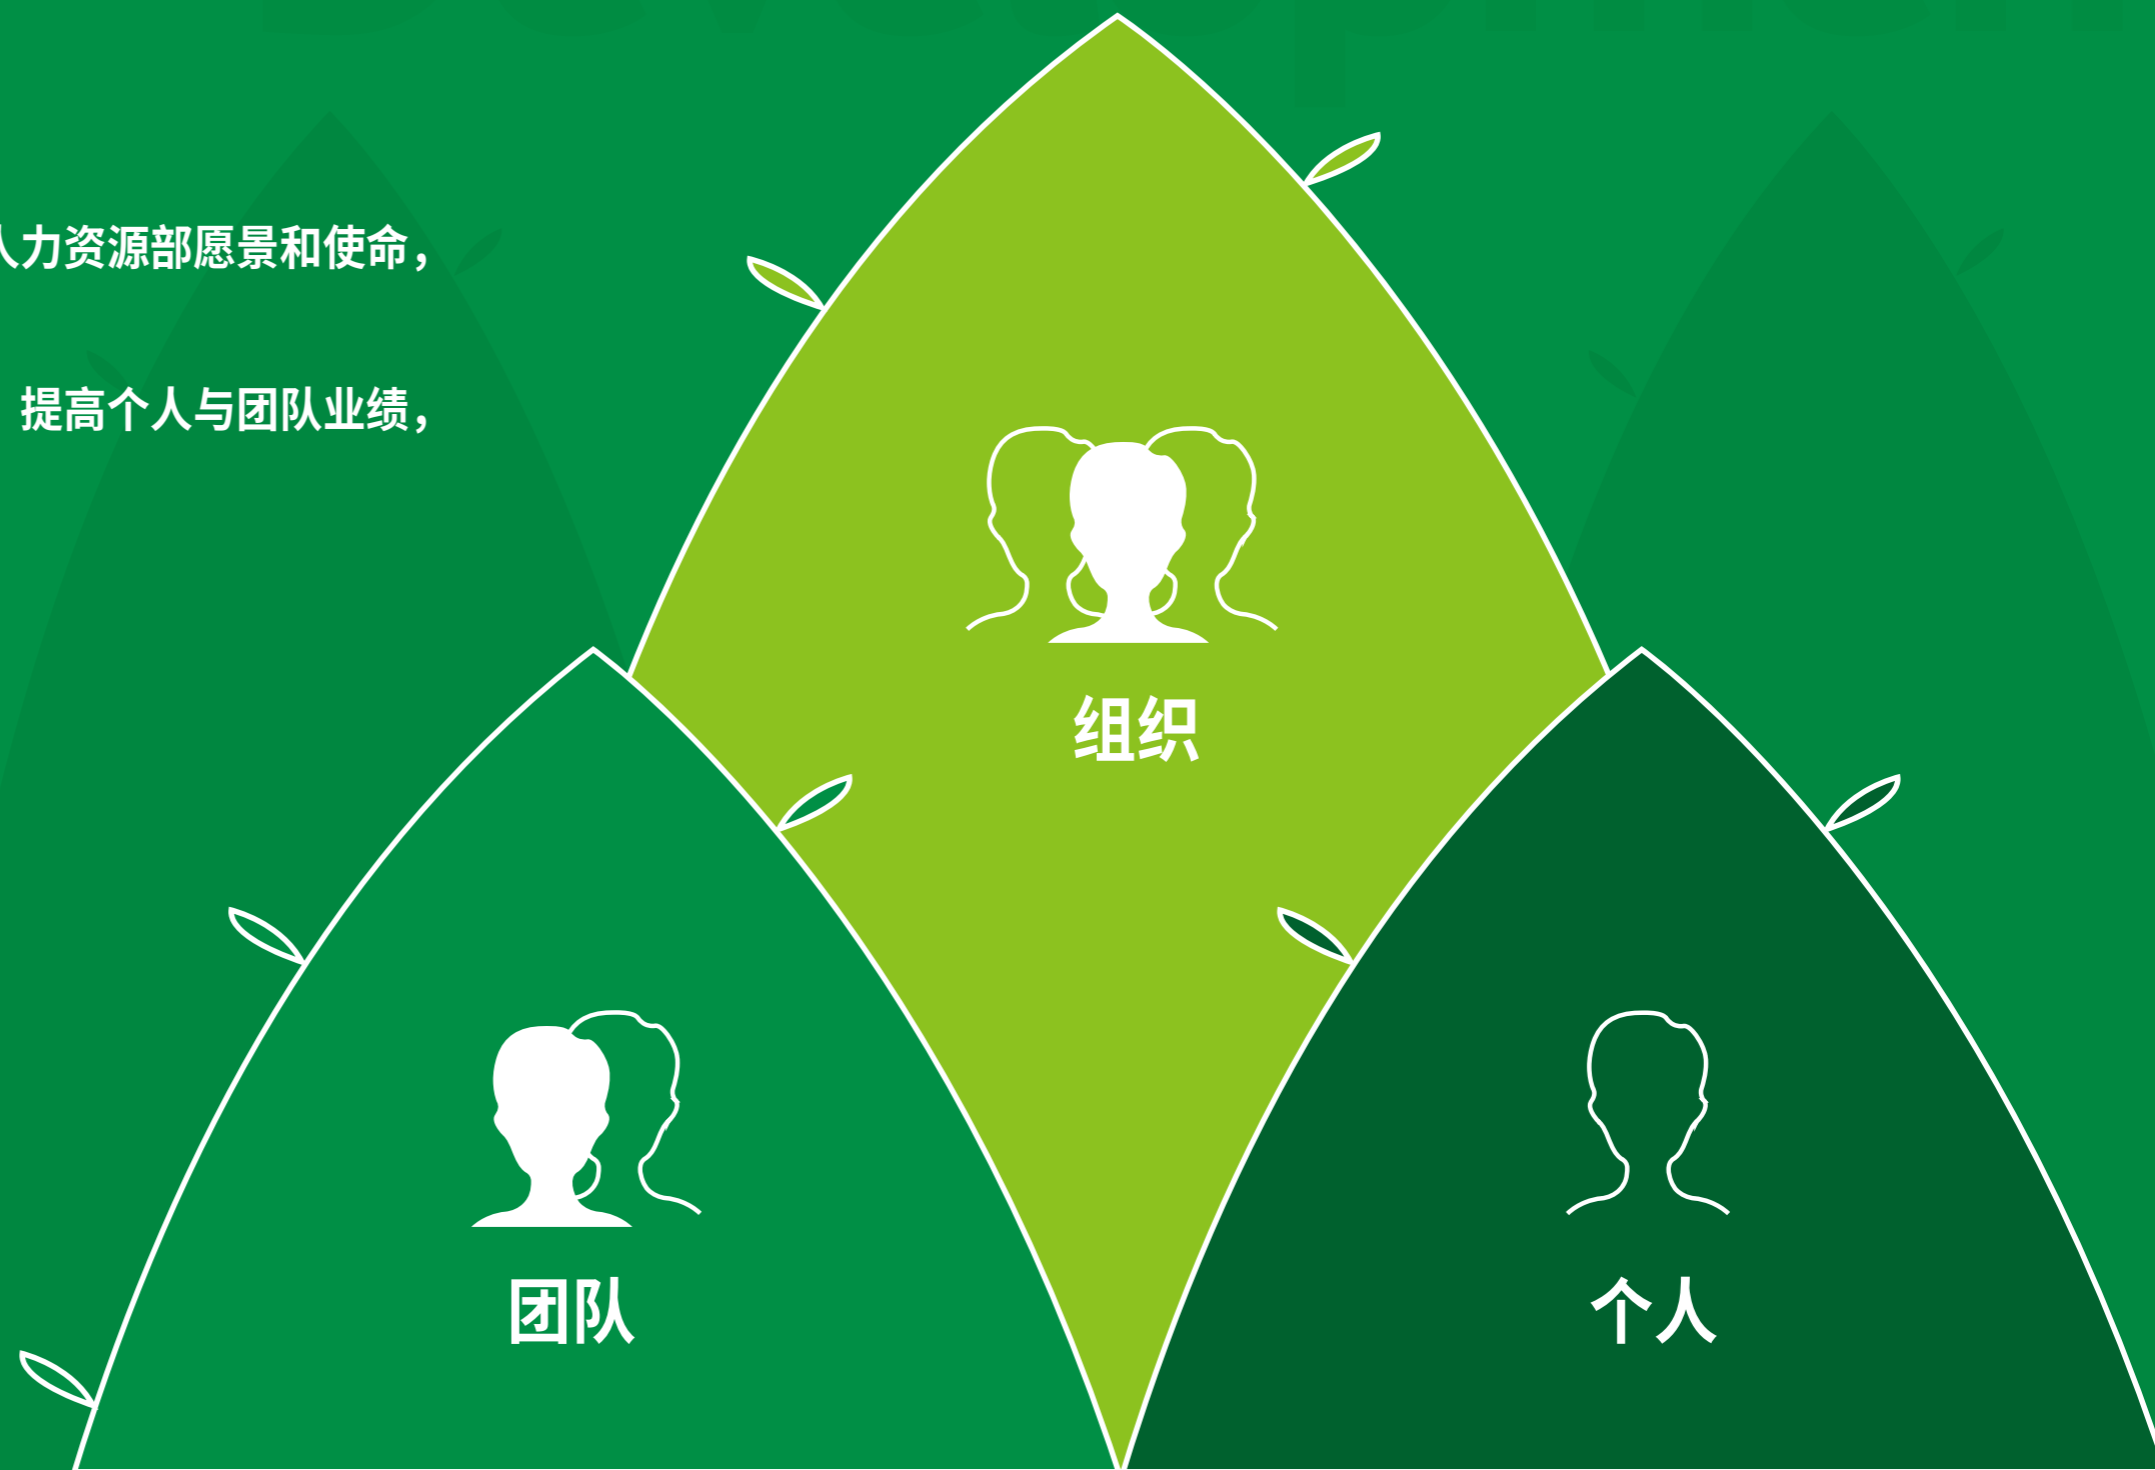 人力资源部愿景和使命，
提高个人与团队业绩，
组织
团队
个人